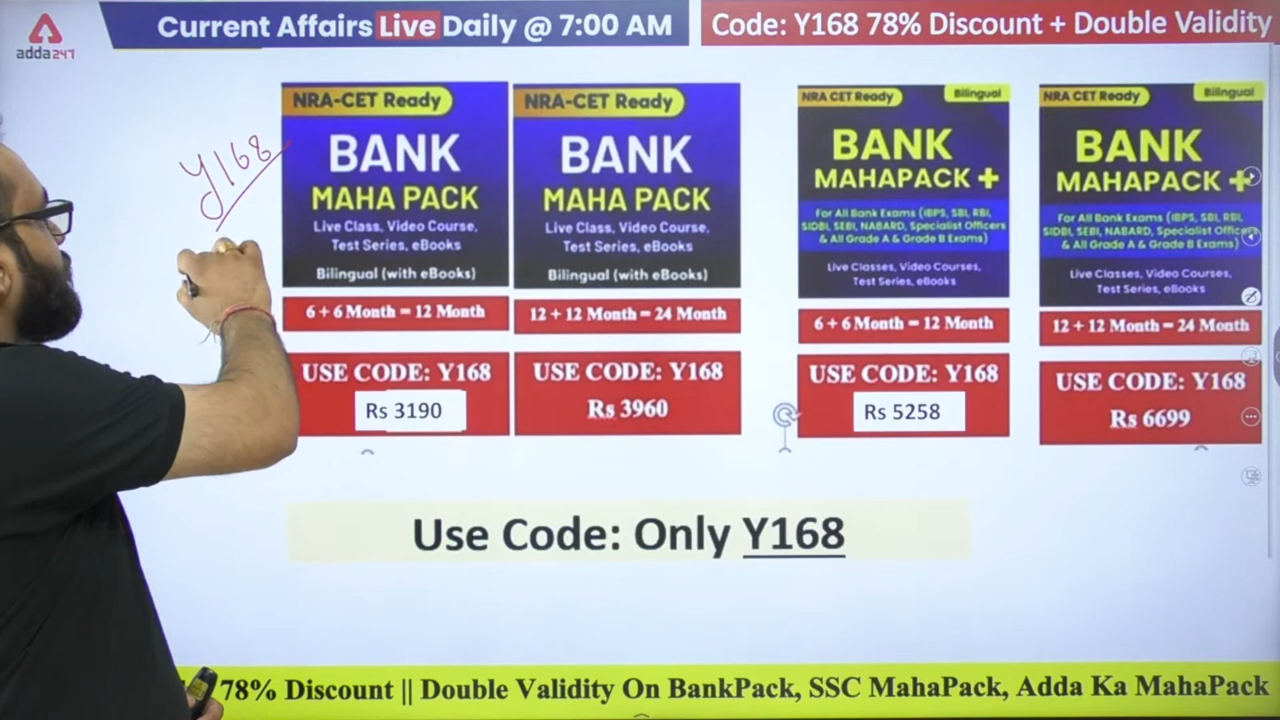 adda247
Current Affairs Live Daily @ 7:00 AM
Code: Y168 78% Discount + Double Validity
Y168
NRA-CET Ready
BANK
MAHA PACK
Live Class, Video Course,
Test Series, eBooks
Bilingual (with eBooks)
6 + 6 Month = 12 Month
USE CODE: Y168
Rs 3190
NRA-CET Ready
BANK
MAHA PACK
Live Class, Video Course,
Test Series, eBooks
Bilingual (with eBooks)
12 + 12 Month = 24 Month
USE CODE: Y168
Rs 3960
NRA CET Ready
Bilingual
BANK
MAHAPACK +
For All Bank Exams (IBPS, SBI, RBI,
SIDBI, SEBI, NABARD, Specialist Officers
& All Grade A & Grade B Exams)
Live Classes, Video Courses,
Test Series, eBooks
6 + 6 Month = 12 Month
USE CODE: Y168
Rs 5258
NRA CET Ready
Bilingual
BANK
MAHAPACK +
For All Bank Exams (IBPS, SBI, RBI,
SIDBI, SEBI, NABARD, Specialist Officers
& All Grade A & Grade B Exams)
Live Classes, Video Courses,
Test Series, eBooks
12 + 12 Month = 24 Month
USE CODE: Y168
Rs 6699
Use Code: Only Y168
78% Discount || Double Validity On BankPack, SSC MahaPack, Adda Ka MahaPack